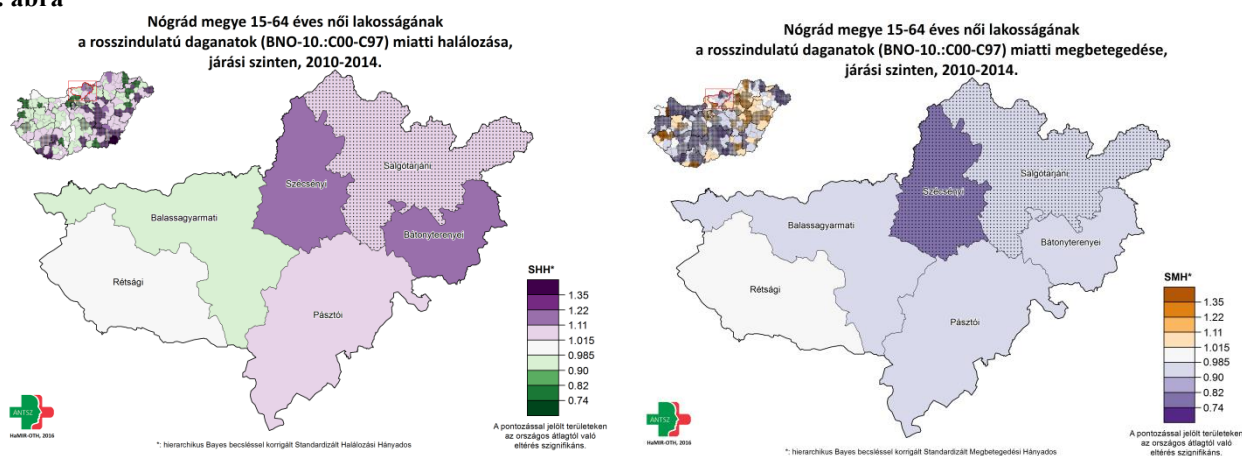 . ábra
Nógrád megye 15-64 éves női lakosságának
a rosszindulatú daganatok (BNO-10.:C00-C97) miatti halálozása,
járási szinten, 2010-2014.
Szécsényi
Salgótarjáni
Balassagyarmati
Bátonyterenyei
Rétsági
Pásztói
SHH*
1.35
1.22
1.11
1.015
0.985
0.90
0.82
0.74
ANTSZ
HaMIR-OTH, 2016
A pontozással jelölt területeken
az országos átlagtól való
eltérés szignifikáns.
*: hierarchikus Bayes becsléssel korrigált Standardizált Halálozási Hányados
Nógrád megye 15-64 éves női lakosságának
a rosszindulatú daganatok (BNO-10.:C00-C97) miatti megbetegedése,
járási szinten, 2010-2014.
Szécsényi
Salgótarjáni
Balassagyarmati
Bátonyterenyei
Rétsági
Pásztói
SMH*
1.35
1.22
1.11
1.015
0.985
0.90
0.82
0.74
ANTSZ
HaMIR-OTH, 2016
A pontozással jelölt területeken
az országos átlagtól való
eltérés szignifikáns.
*: hierarchikus Bayes becsléssel korrigált Standardizált Megbetegedési Hányados